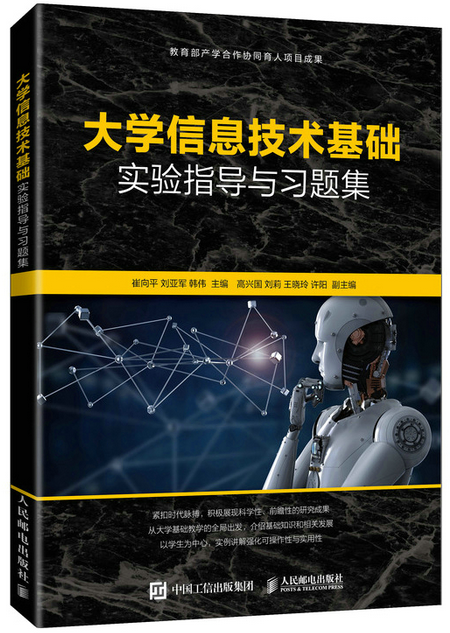 教育部产学合作协同育人项目成果
大学信息技术基础
实验指导与习题集
崔向平 刘亚军 韩伟 主编 高兴国 刘莉 王晓玲 许阳 副主编
紧扣时代脉搏，积极展现科学性、前瞻性的研究成果
从大学基础教学的全局出发，介绍基础知识和相关发展
以学生为中心，实例讲解强化可操作性与实用性
中国工信出版集团
人民邮电出版社
POSTS & TELECOM PRESS
大学信息技术基础
实验指导与习题集
人民邮电出版社